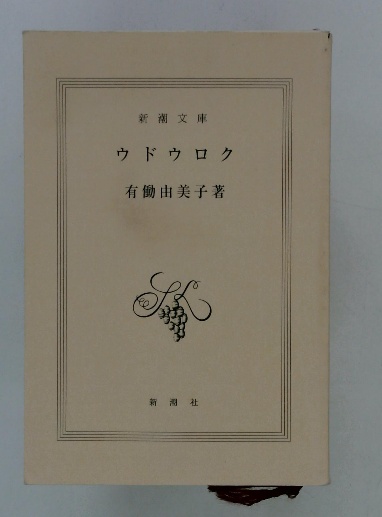 新潮文庫
ウドウロク
有働由美子著
新潮社